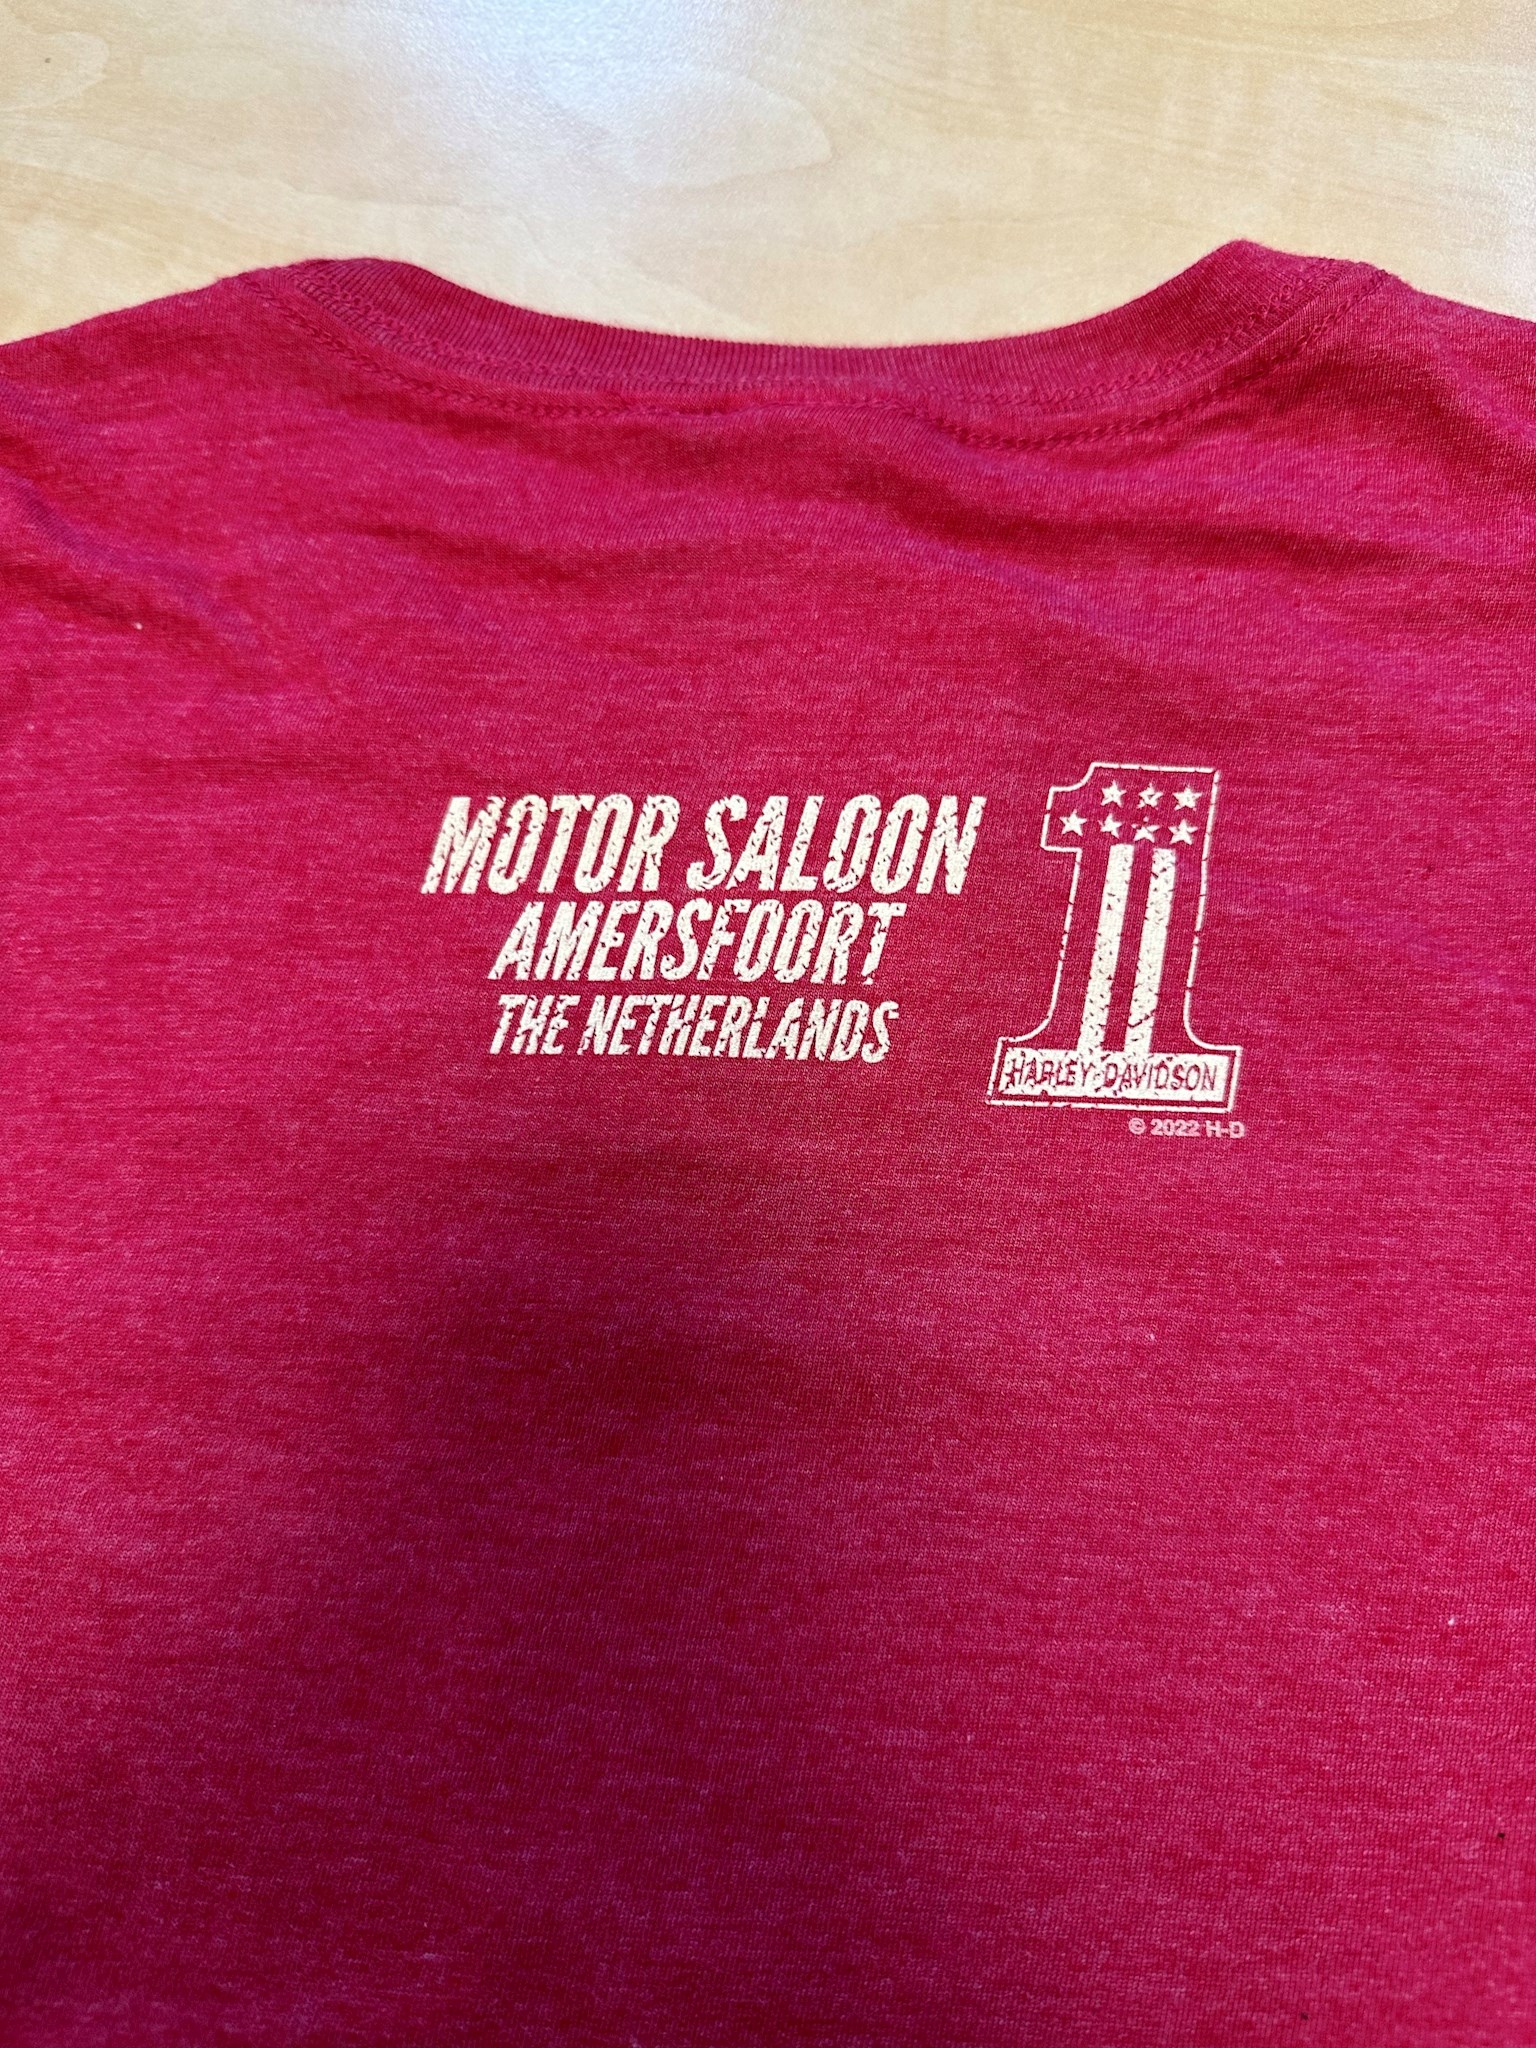 MOTOR SALOON
AMERSFOORT
THE NETHERLANDS
1
HARLEY-DAVIDSON
© 2022 H-D